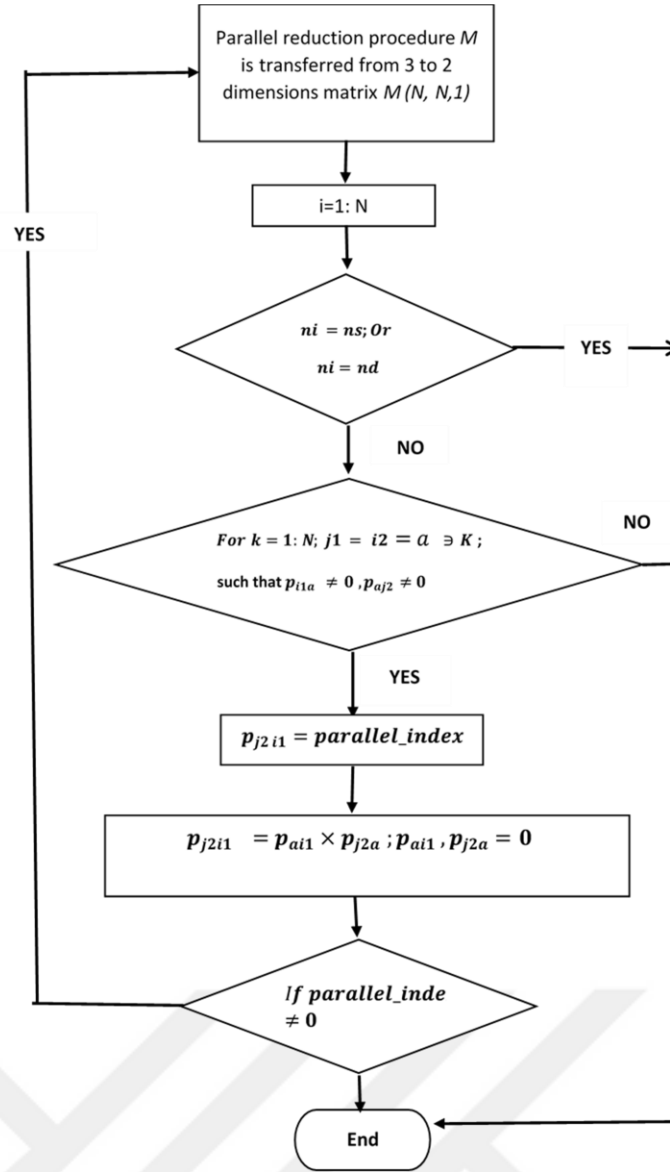 Parallel reduction procedure M
is transferred from 3 to 2
dimensions matrix M (N, N,1)
i=1: N
YES
ni = ns; Or
ni = nd
YES
NO
For k = 1: N; j1 = i2 = a ∋ K ;
such that p_{i1a} ≠ 0 , p_{aj2} ≠ 0
NO
YES
p_{j2 i1} = parallel_index
p_{j2i1} = p_{ai1} × p_{j2a} ; p_{ai1} , p_{j2a} = 0
If parallel_inde
≠ 0
End